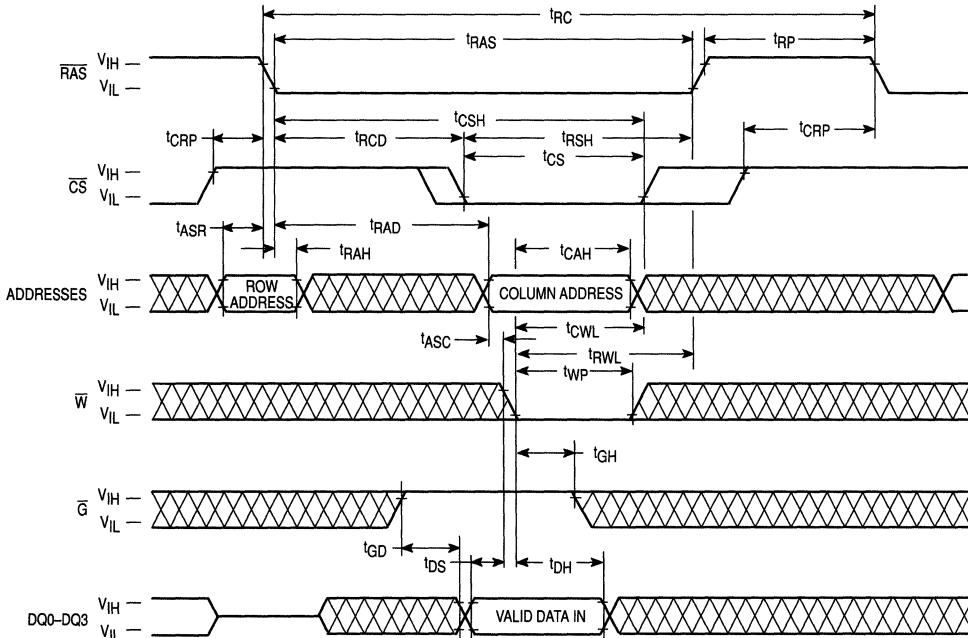 tRC
tRAS
tRP
RAS
VIH
VIL
tCSH
tCRP
tRCD
tRSH
tCRP
tCS
CS
VIH
VIL
tASR
tRAD
tRAH
tCAH
ADDRESSES
VIH
VIL
ROW ADDRESS
COLUMN ADDRESS
tCWL
tASC
tRWL
tWP
W
VIH
VIL
tGH
G
VIH
VIL
tGD
tDS
tDH
DQ0–DQ3
VIH
VIL
VALID DATA IN